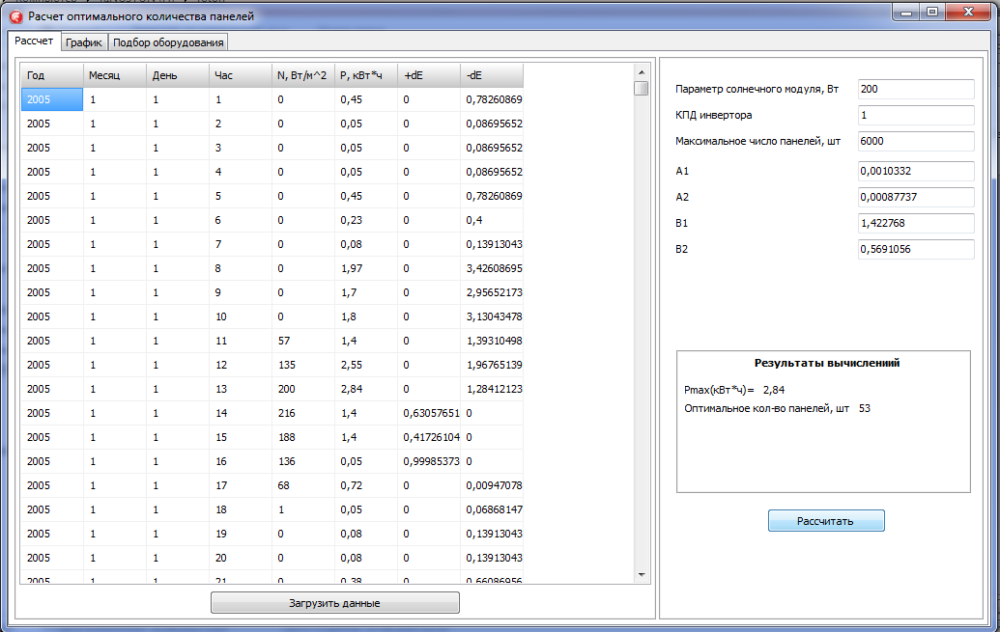 Расчет оптимального количества панелей
Рассчет График Подбор оборудования
Год Месяц День Час N, Вт/м^2 P, кВт*ч +dE -dE
2005 1 1 1 0 0,45 0 0,78260869
2005 1 1 2 0 0,05 0 0,08695652
2005 1 1 3 0 0,05 0 0,08695652
2005 1 1 4 0 0,05 0 0,08695652
2005 1 1 5 0 0,45 0 0,78260869
2005 1 1 6 0 0,23 0 0,4
2005 1 1 7 0 0,08 0 0,13913043
2005 1 1 8 0 1,97 0 3,42608695
2005 1 1 9 0 1,7 0 2,95652173
2005 1 1 10 0 1,8 0 3,13043478
2005 1 1 11 57 1,4 0 1,39310498
2005 1 1 12 135 2,55 0 1,96765139
2005 1 1 13 200 2,84 0 1,28412123
2005 1 1 14 216 1,4 0,63057651 0
2005 1 1 15 188 1,4 0,41726104 0
2005 1 1 16 136 0,05 0,99985373 0
2005 1 1 17 68 0,72 0 0,00947078
2005 1 1 18 1 0,05 0 0,06868147
2005 1 1 19 0 0,08 0 0,13913043
2005 1 1 20 0 0,08 0 0,13913043
2005 1 1 21 0 0,38 0 0,66086956
Загрузить данные
Параметр солнечного модуля, Вт 200
КПД инвертора 1
Максимальное число панелей, шт 6000
A1 0,0010332
A2 0,00087737
B1 1,422768
B2 0,5691056
Результаты вычислениий
Pmax(кВт*ч)= 2,84
Оптимальное кол-во панелей, шт 53
Рассчитать